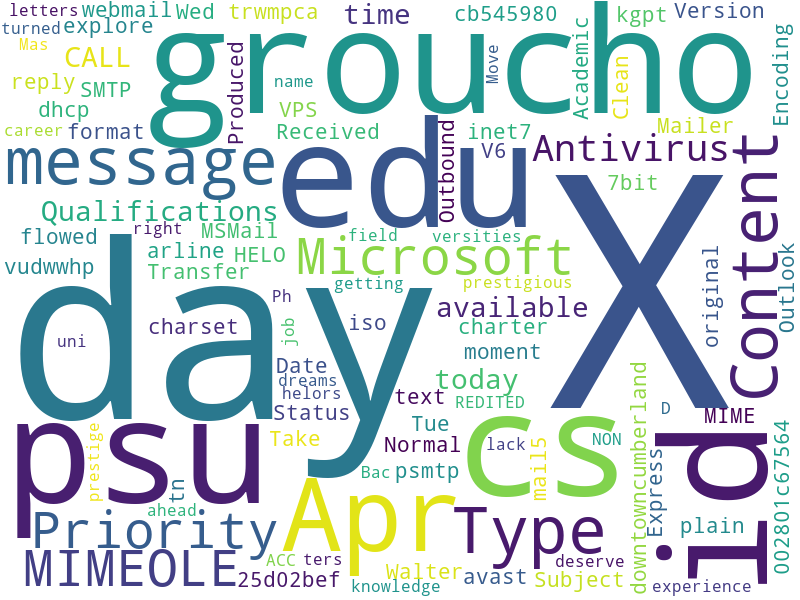 letters
webmail
Wed
trwmpca
time
cb545980
kgpt
Version
turned
explore
Mas
CALL
groucho
Move
Academic
Clean
Encoding
reply
SMTP
Produced
name
dhcp
VPS
career
format
Received
edu
Outbound
inet7
Mailer
message
V6
Antivirus
Content
7bit
X
Qualifications
right
MSMail
flowed
field
versities
arline
HELO
Microsoft
original
Outlook
vudwwhp
Transfer
getting
prestigious
day
Ph
available
charset
iso
job
charter
uni
moment
Date
dreams
today
downtowncumberland
helors
text
REDITED
D
Status
MIME
psu
prestige
Take
Tue
cs
id
002801c67564
Normal
lack
NON
mail5
Express
Bac
psmtp
tn
Apr
ahead
Priority
Type
plain
MIMEOLE
ACC
ters
deserve
25d02bef
Walter
avast
Subject
knowledge
experience